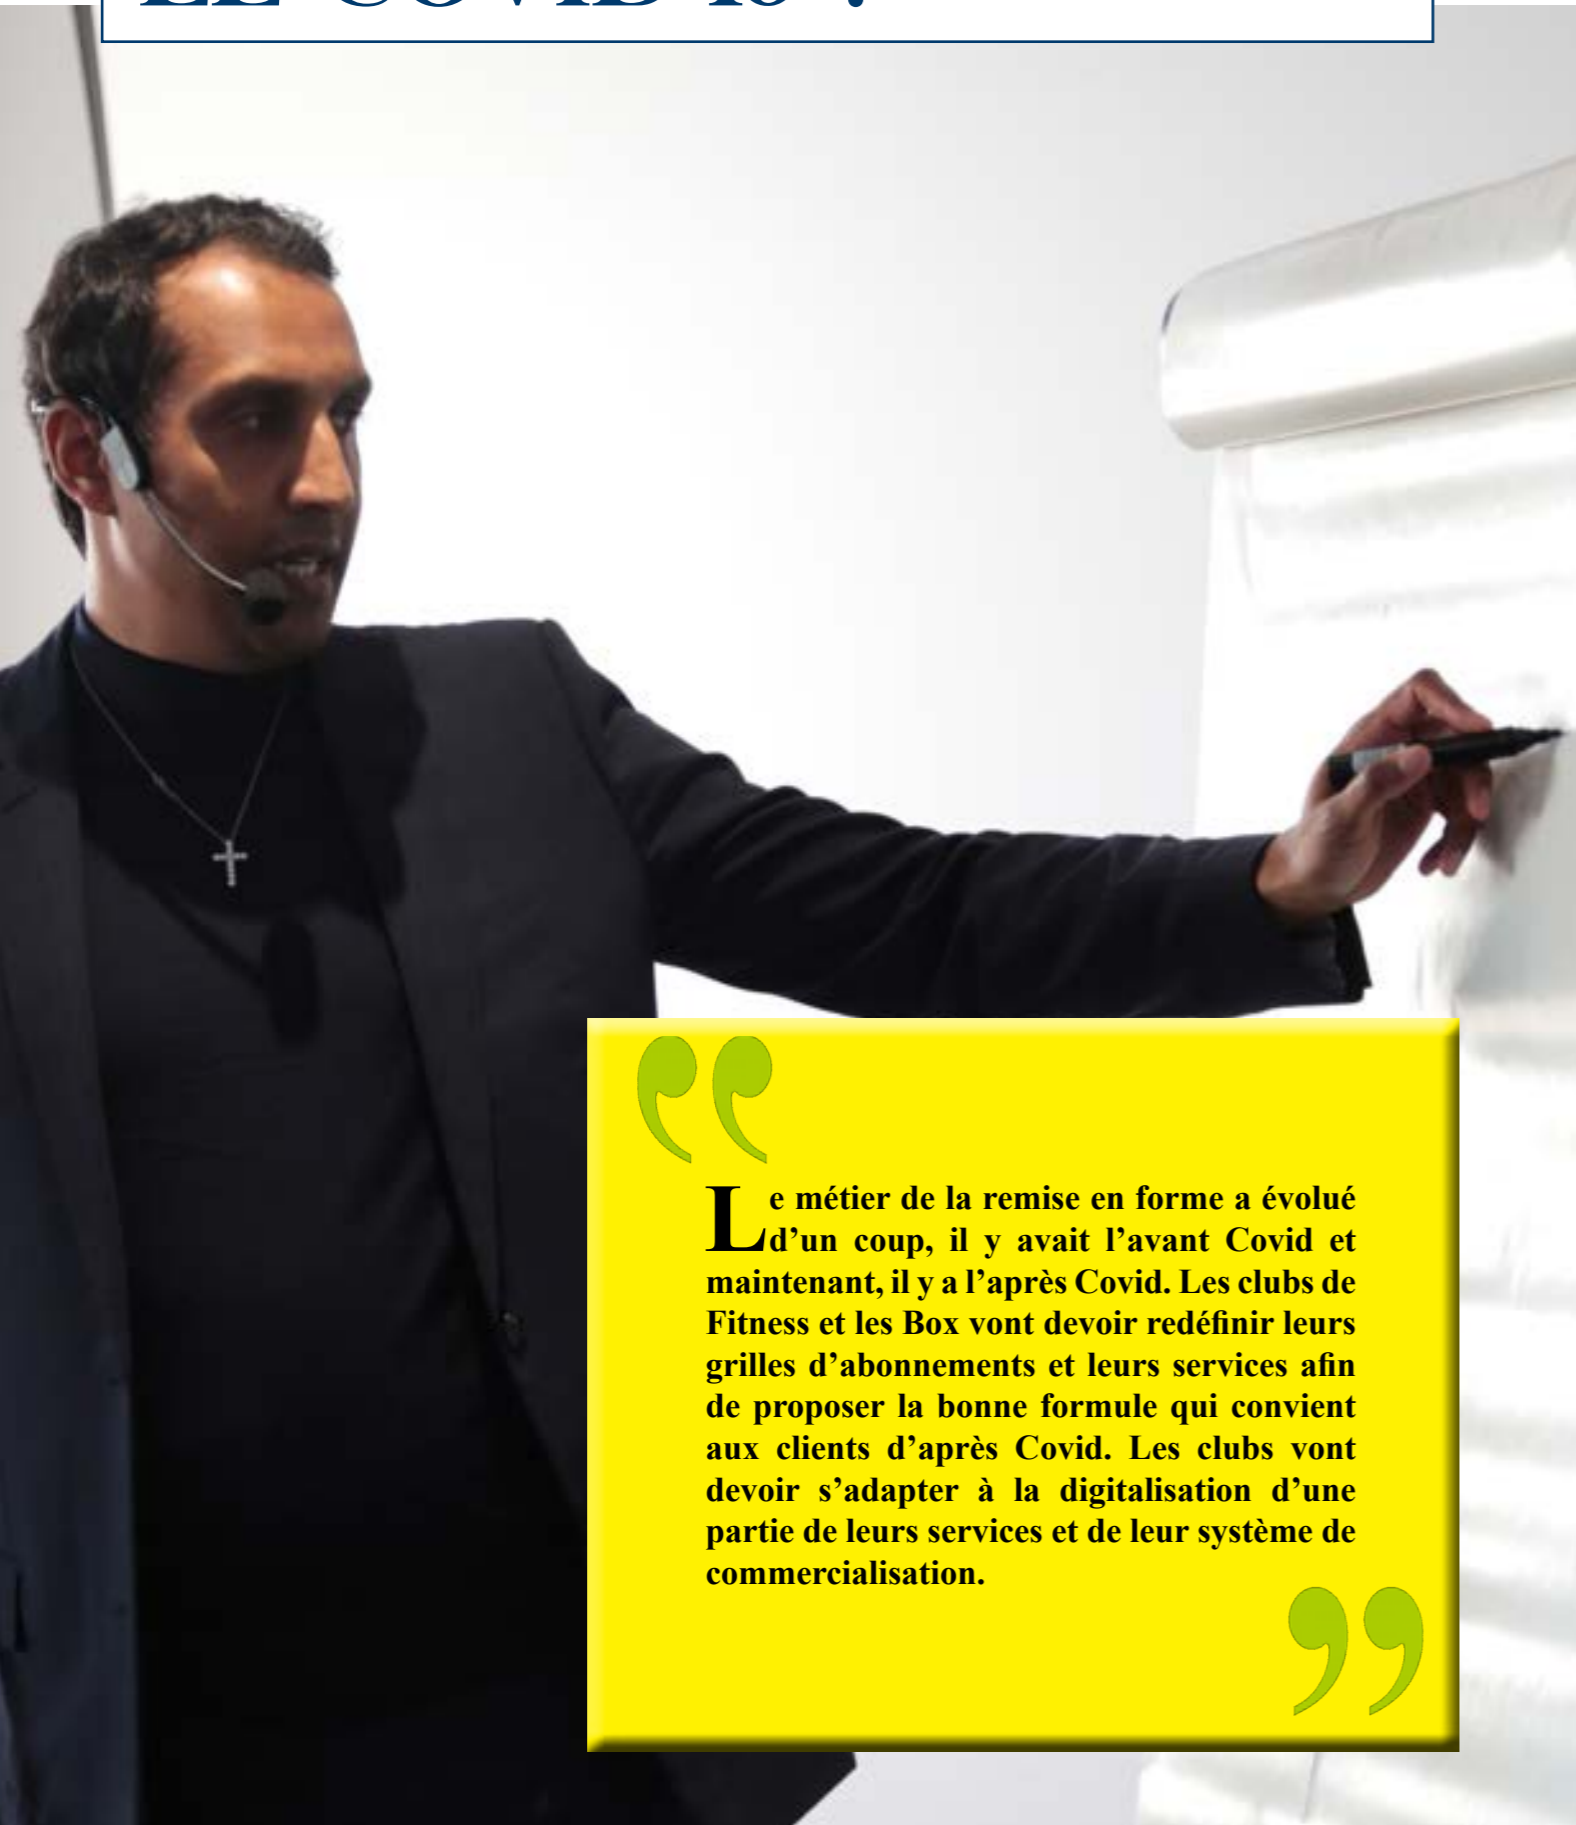 LE COVID
“
Le métier de la remise en forme a évolué
d’un coup, il y avait l’avant Covid et
maintenant, il y a l’après Covid. Les clubs de
Fitness et les Box vont devoir redéfinir leurs
grilles d’abonnements et leurs services afin
de proposer la bonne formule qui convient
aux clients d’après Covid. Les clubs vont
devoir s’adapter à la digitalisation d’une
partie de leurs services et de leur système de
commercialisation.
”